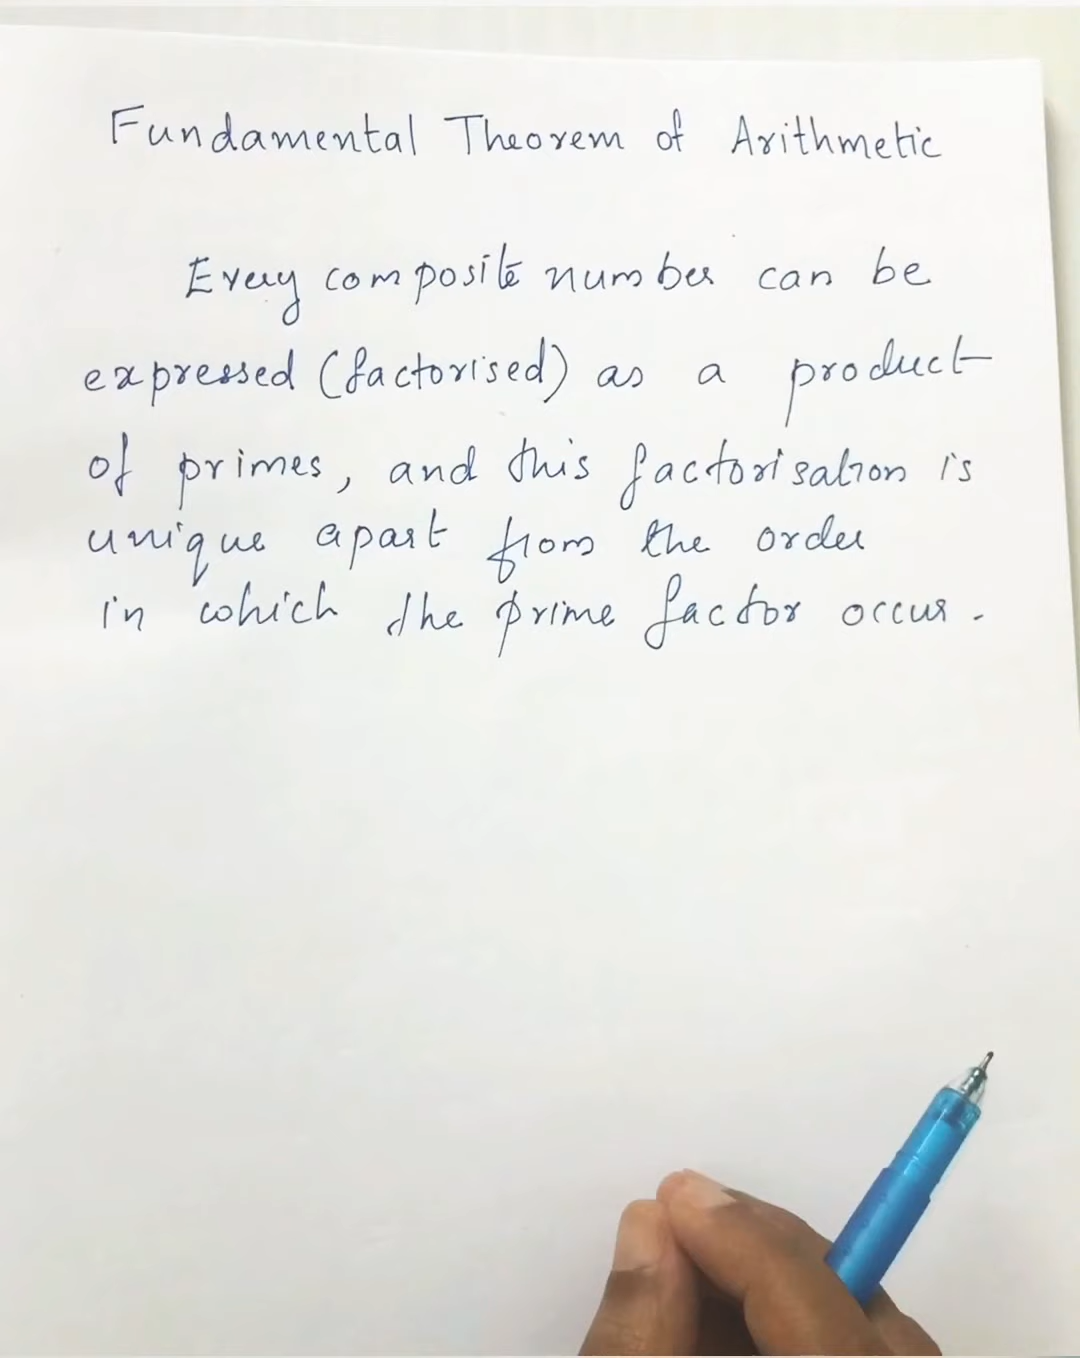 Fundamental Theorem of Arithmetic
Every composite number can be
expressed (factorised) as a product
of primes, and this factorisation is
unique apart from the order
in which the prime factor occur.